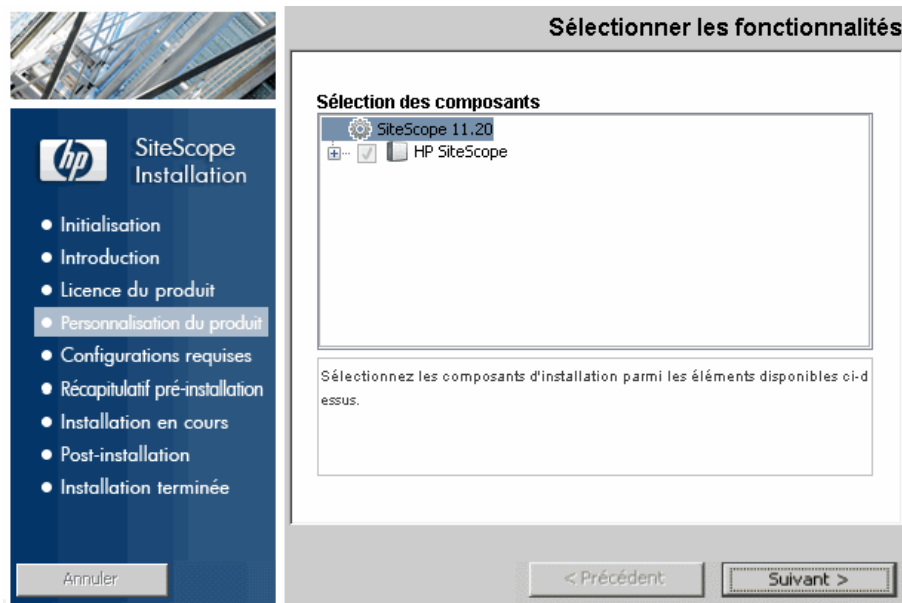 Sélectionner les fonctionnalités
hp
SiteScope
Installation
Initialisation
Introduction
Licence du produit
Personnalisation du produit
Configurations requises
Récapitulatif pré-installation
Installation en cours
Post-installation
Installation terminée
Annuler
Sélection des composants
SiteScope 11.20
HP SiteScope
Sélectionnez les composants d'installation parmi les éléments disponibles ci-d
essus.
< Précédent
Suivant >